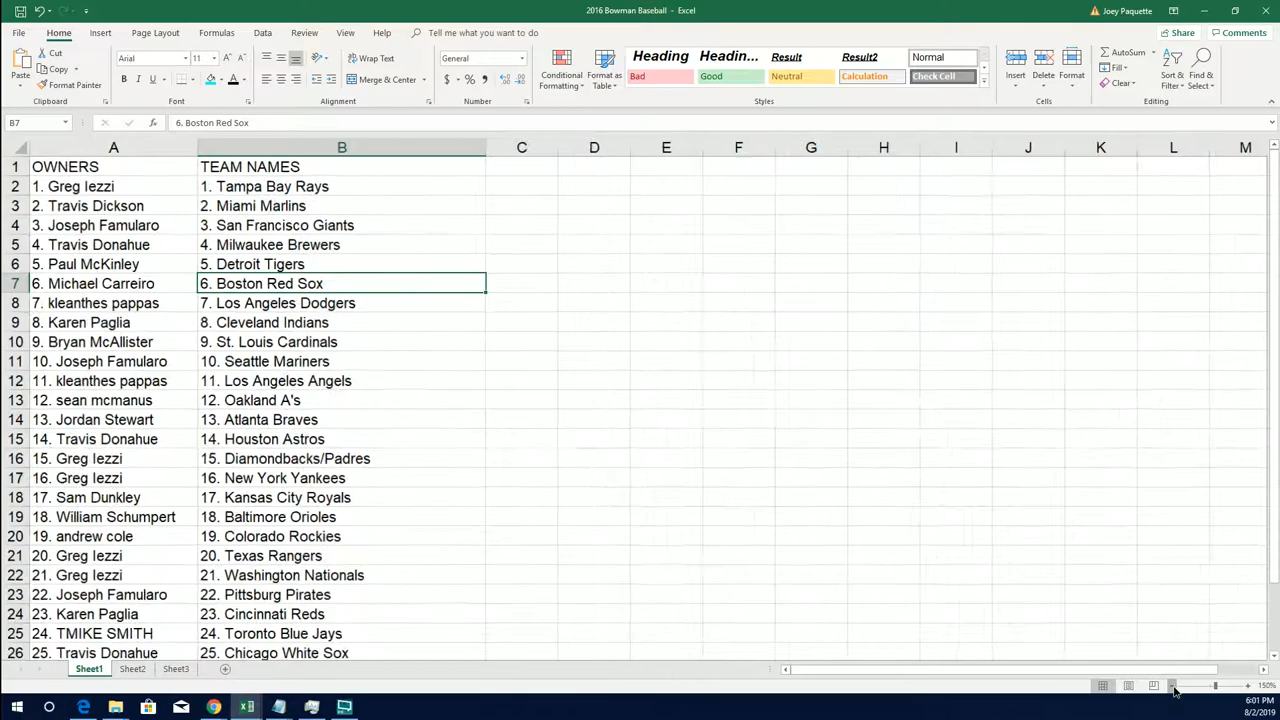 2016 Bowman Baseball - Excel
Joey Paquette
File Home Insert Page Layout Formulas Data Review View Help Tell me what you want to do
Share Comments
Paste
Cut
Copy
Format Painter
Clipboard
Arial 11
B I U
Font
Wrap Text
Merge & Center
Alignment
General
$ % ,
Number
Conditional Formatting
Format as Table
Heading Headin... Result Result2 Normal
Bad Good Neutral Calculation Check Cell
Styles
Insert Delete Format
Cells
AutoSum
Fill
Clear
Sort & Filter
Find & Select
Editing
B7 fx 6. Boston Red Sox
A B C D E F G H I J K L M
1 OWNERS TEAM NAMES
2 1. Greg Iezzi 1. Tampa Bay Rays
3 2. Travis Dickson 2. Miami Marlins
4 3. Joseph Famularo 3. San Francisco Giants
5 4. Travis Donahue 4. Milwaukee Brewers
6 5. Paul McKinley 5. Detroit Tigers
7 6. Michael Carreiro 6. Boston Red Sox
8 7. kleanthes pappas 7. Los Angeles Dodgers
9 8. Karen Paglia 8. Cleveland Indians
10 9. Bryan McAllister 9. St. Louis Cardinals
11 10. Joseph Famularo 10. Seattle Mariners
12 11. kleanthes pappas 11. Los Angeles Angels
13 12. sean mcmanus 12. Oakland A's
14 13. Jordan Stewart 13. Atlanta Braves
15 14. Travis Donahue 14. Houston Astros
16 15. Greg Iezzi 15. Diamondbacks/Padres
17 16. Greg Iezzi 16. New York Yankees
18 17. Sam Dunkley 17. Kansas City Royals
19 18. William Schumpert 18. Baltimore Orioles
20 19. andrew cole 19. Colorado Rockies
21 20. Greg Iezzi 20. Texas Rangers
22 21. Greg Iezzi 21. Washington Nationals
23 22. Joseph Famularo 22. Pittsburg Pirates
24 23. Karen Paglia 23. Cincinnati Reds
25 24. TMIKE SMITH 24. Toronto Blue Jays
26 25. Travis Donahue 25. Chicago White Sox
Sheet1 Sheet2 Sheet3
150%
6:01 PM
8/2/2019